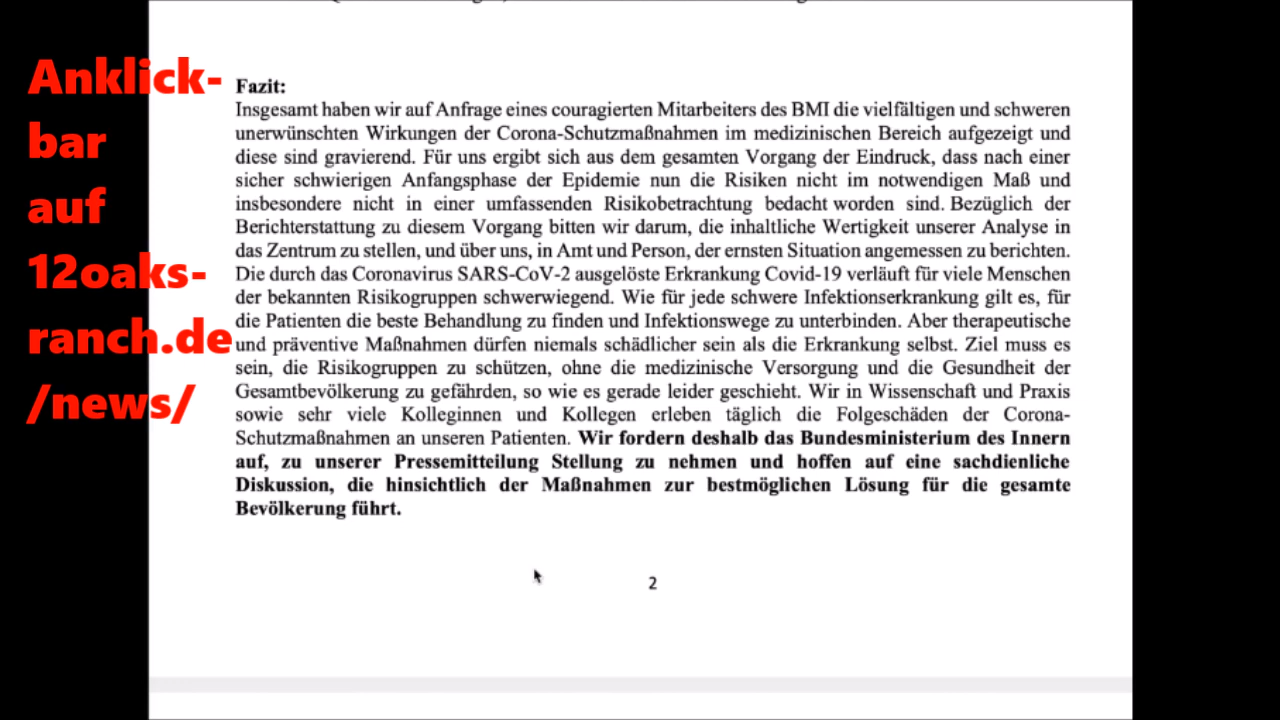 Anklick-
bar
auf
12oaks-
ranch.de
/news/
Fazit:
Insgesamt haben wir auf Anfrage eines couragierten Mitarbeiters des BMI die vielfältigen und schweren
unerwünschten Wirkungen der Corona-Schutzmaßnahmen im medizinischen Bereich aufgezeigt und
diese sind gravierend. Für uns ergibt sich aus dem gesamten Vorgang der Eindruck, dass nach einer
sicher schwierigen Anfangsphase der Epidemie nun die Risiken nicht im notwendigen Maß und
insbesondere nicht in einer umfassenden Risikobetrachtung bedacht worden sind. Bezüglich der
Berichterstattung zu diesem Vorgang bitten wir darum, die inhaltliche Wertigkeit unserer Analyse in
das Zentrum zu stellen, und über uns, in Amt und Person, der ernsten Situation angemessen zu berichten.
Die durch das Coronavirus SARS-CoV-2 ausgelöste Erkrankung Covid-19 verläuft für viele Menschen
der bekannten Risikogruppen schwerwiegend. Wie für jede schwere Infektionserkrankung gilt es, für
die Patienten die beste Behandlung zu finden und Infektionswege zu unterbinden. Aber therapeutische
und präventive Maßnahmen dürfen niemals schädlicher sein als die Erkrankung selbst. Ziel muss es
sein, die Risikogruppen zu schützen, ohne die medizinische Versorgung und die Gesundheit der
Gesamtbevölkerung zu gefährden, so wie es gerade leider geschieht. Wir in Wissenschaft und Praxis
sowie sehr viele Kolleginnen und Kollegen erleben täglich die Folgeschäden der Corona-
Schutzmaßnahmen an unseren Patienten. Wir fordern deshalb das Bundesministerium des Innern
auf, zu unserer Pressemitteilung Stellung zu nehmen und hoffen auf eine sachdienliche
Diskussion, die hinsichtlich der Maßnahmen zur bestmöglichen Lösung für die gesamte
Bevölkerung führt.
2